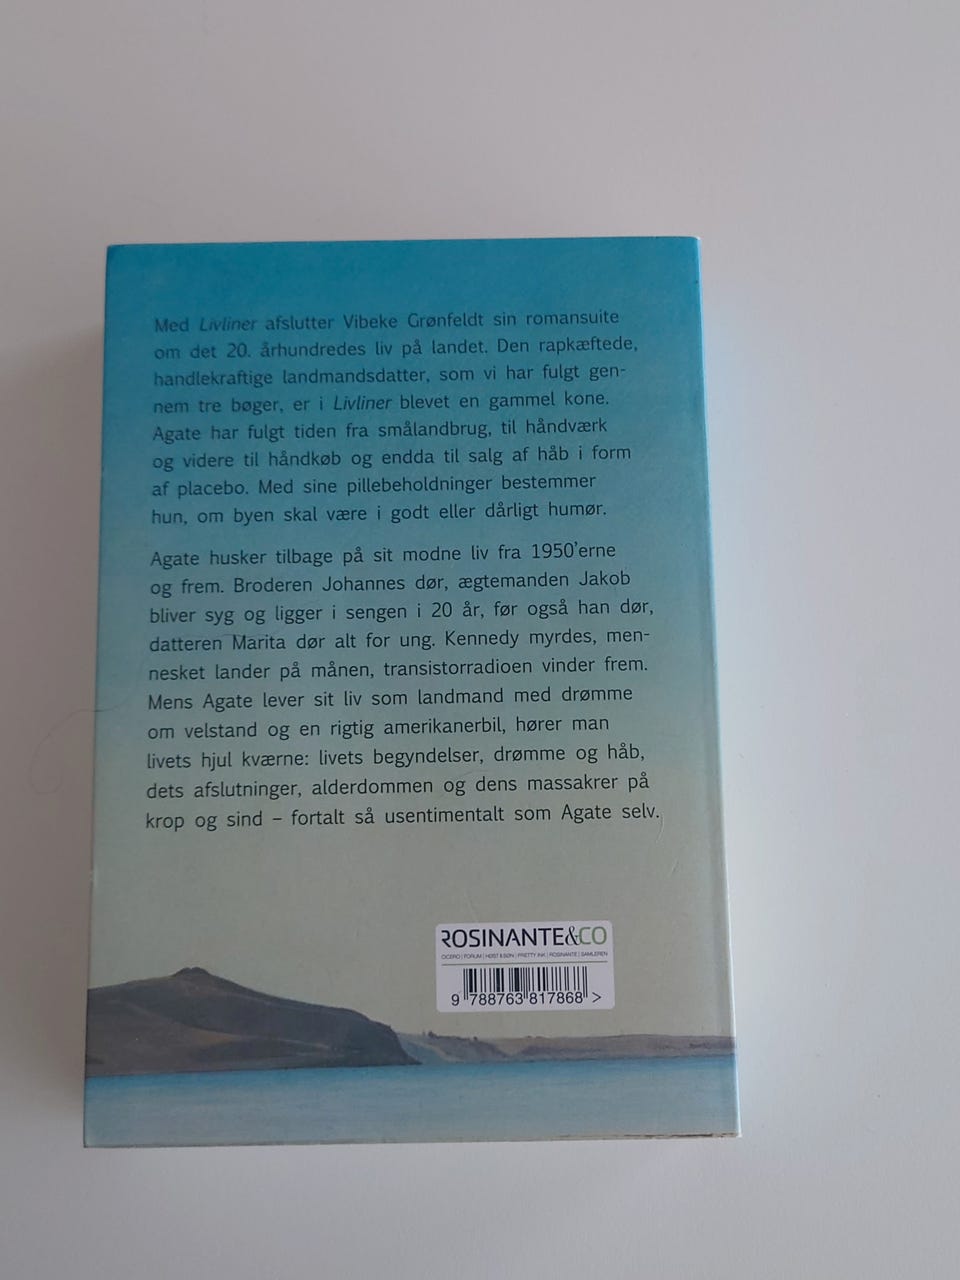 Med Livliner afslutter Vibeke Grønfeldt sin romansuite
om det 20. århundredes liv på landet. Den rapkæftede,
handlekraftige landmandsdatter, som vi har fulgt gen-
nem tre bøger, er i Livliner blevet en gammel kone.
Agate har fulgt tiden fra smålandbrug, til håndværk
og videre til håndkøb og endda til salg af håb i form
af placebo. Med sine pillebeholdninger bestemmer
hun, om byen skal være i godt eller dårligt humør.
Agate husker tilbage på sit modne liv fra 1950'erne
og frem. Broderen Johannes dør, ægtemanden Jakob
bliver syg og ligger i sengen i 20 år, før også han dør,
datteren Marita dør alt for ung. Kennedy myrdes, men-
nesket lander på månen, transistorradioen vinder frem.
Mens Agate lever sit liv som landmand med drømme
om velstand og en rigtig amerikanerbil, hører man
livets hjul kværne: livets begyndelser, drømme og håb,
dets afslutninger, alderdommen og dens massakrer på
krop og sind – fortalt så usentimentalt som Agate selv.
ROSINANTE&CO
CICERO | FORUM | HØST & SØN | PRETTY INK | ROSINANTE | SAMLEREN
9 788763 817868 >